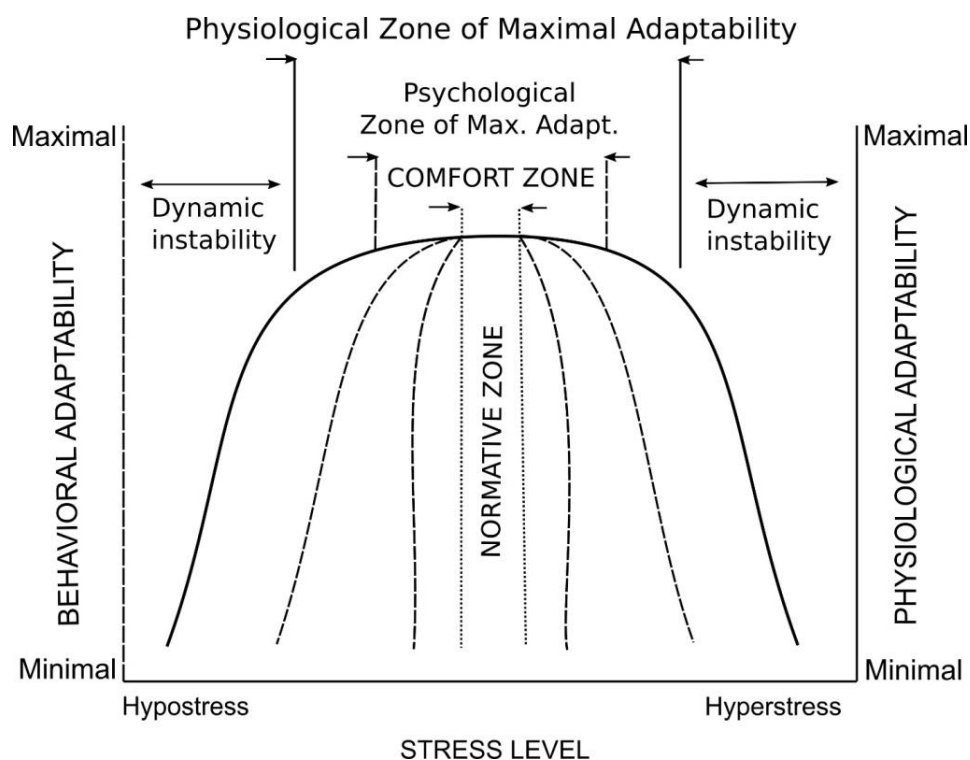 Physiological Zone of Maximal Adaptability
Psychological
Zone of Max. Adapt.
Maximal
Maximal
COMFORT ZONE
Dynamic
instability
Dynamic
instability
BEHAVIORAL ADAPTABILITY
NORMATIVE ZONE
PHYSIOLOGICAL ADAPTABILITY
Minimal
Minimal
Hypostress
Hyperstress
STRESS LEVEL